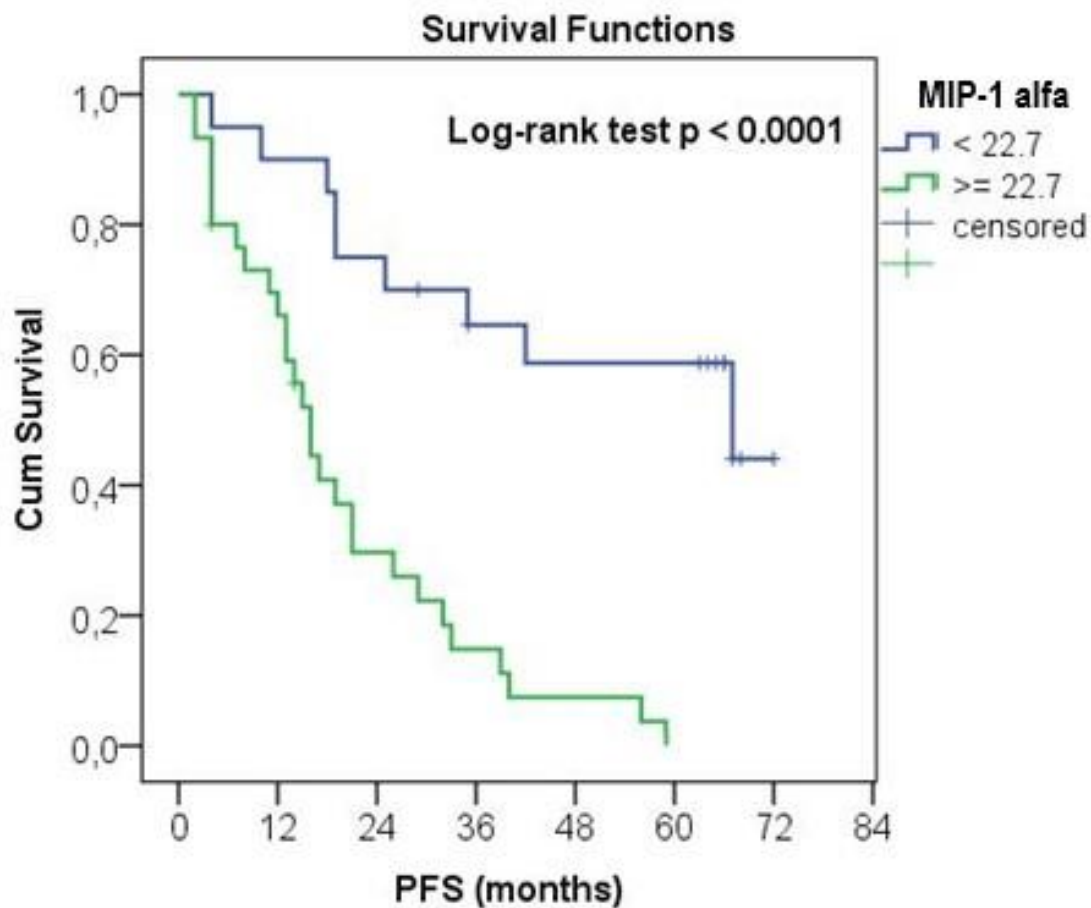 Survival Functions
Log-rank test p < 0.0001
MIP-1 alfa
< 22.7
>= 22.7
censored
Cum Survival
1,0
0,8
0,6
0,4
0,2
0,0
0 12 24 36 48 60 72 84
PFS (months)